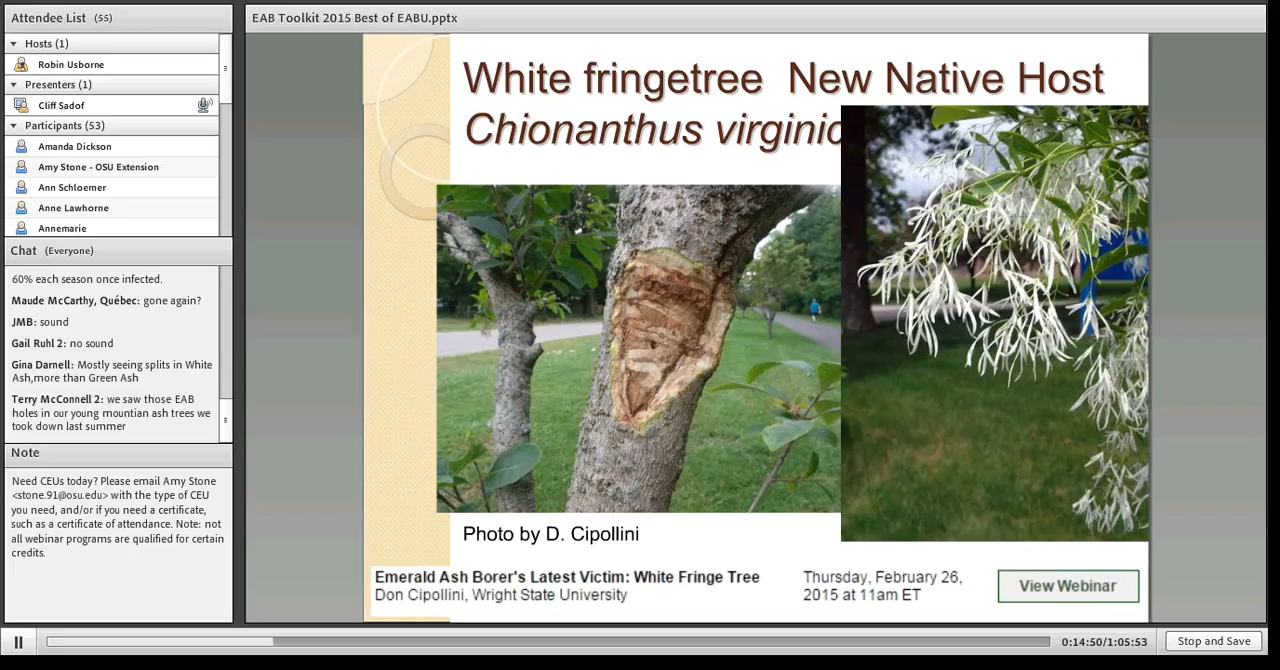 Attendee List (55)
Hosts (1)
Robin Usborne
Presenters (1)
Cliff Sadof
Participants (53)
Amanda Dickson
Amy Stone - OSU Extension
Ann Schloemer
Anne Lawhorne
Annemarie
Chat (Everyone)
60% each season once infected.
Maude McCarthy, Québec: gone again?
JMB: sound
Gail Ruhl 2: no sound
Gina Darnell: Mostly seeing splits in White
Ash,more than Green Ash
Terry McConnell 2: we saw those EAB
holes in our young mountian ash trees we
took down last summer
Note
Need CEUs today? Please email Amy Stone
<stone.91@osu.edu> with the type of CEU
you need, and/or if you need a certificate,
such as a certificate of attendance. Note: not
all webinar programs are qualified for certain
credits.
EAB Toolkit 2015 Best of EABU.pptx
White fringetree New Native Host
Chionanthus virginic
Photo by D. Cipollini
Emerald Ash Borer's Latest Victim: White Fringe Tree
Don Cipollini, Wright State University
Thursday, February 26,
2015 at 11am ET
View Webinar
0:14:50/1:05:53
Stop and Save